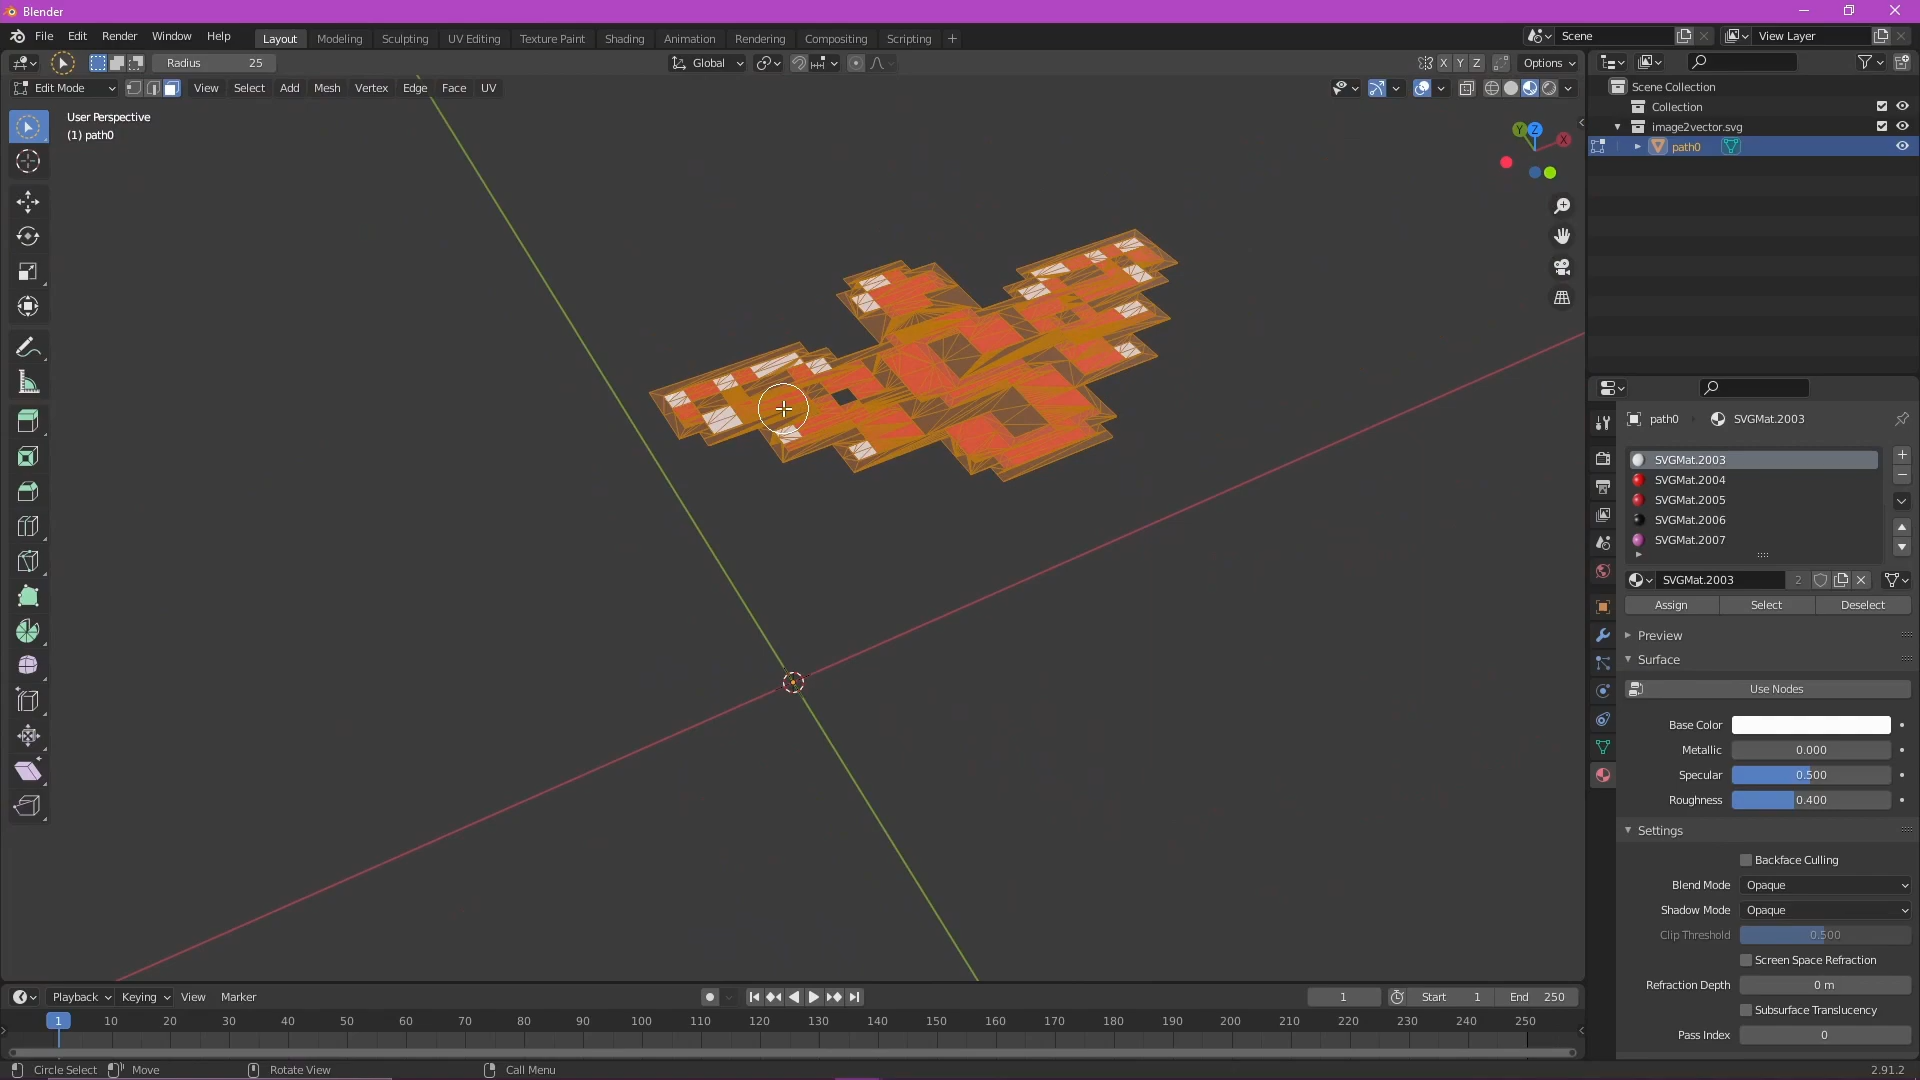 Blender
File Edit Render Window Help Layout Modeling Sculpting UV Editing Texture Paint Shading Animation Rendering Compositing Scripting Scene View Layer
Radius 25 Global X Y Z Options
Edit Mode View Select Add Mesh Vertex Edge Face UV
Scene Collection
Collection
image2vector.svg
path0
User Perspective
(1) path0
Y Z X
path0 SVGMat.2003
SVGMat.2003
SVGMat.2004
SVGMat.2005
SVGMat.2006
SVGMat.2007
SVGMat.2003 2
Assign Select Deselect
Preview
Surface
Use Nodes
Base Color
Metallic 0.000
Specular 0.500
Roughness 0.400
Settings
Backface Culling
Blend Mode Opaque
Shadow Mode Opaque
Clip Threshold 0.500
Screen Space Refraction
Refraction Depth 0 m
Subsurface Translucency
Pass Index 0
Playback Keying View Marker 1 Start 1 End 250
1 10 20 30 40 50 60 70 80 90 100 110 120 130 140 150 160 170 180 190 200 210 220 230 240 250
Circle Select Move Rotate View Call Menu 2.91.2